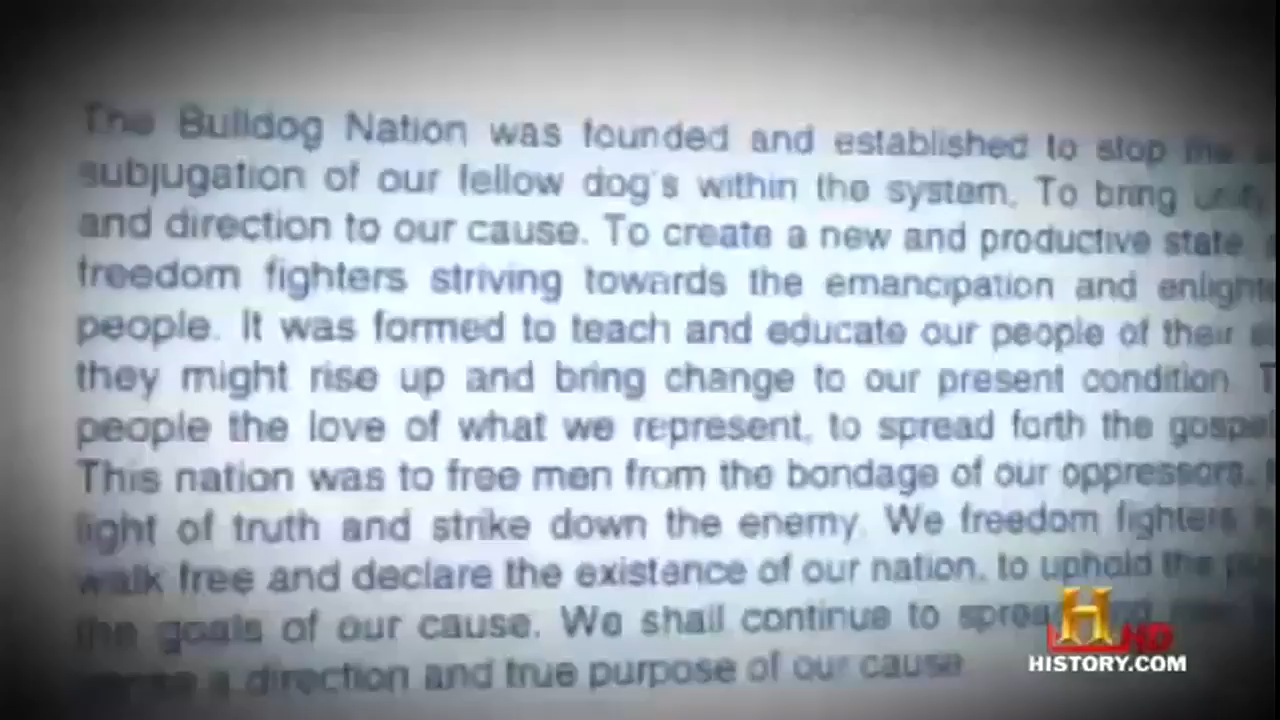 The Bulldog Nation was founded and established to stop the
subjugation of our fellow dog's within the system. To bring unity
and direction to our cause. To create a new and productive state
freedom fighters striving towards the emancipation and
people. It was formed to teach and educate our people of their
they might rise up and bring change to our present condition.
people the love of what we represent, to spread forth the gospel
This nation was to free men from the bondage of our oppressors.
light of truth and strike down the enemy. We freedom fighters
walk free and declare the existence of our nation, to uphold the
the goals of our cause. We shall continue to spread
a direction and true purpose of our cause
H HD
HISTORY.COM